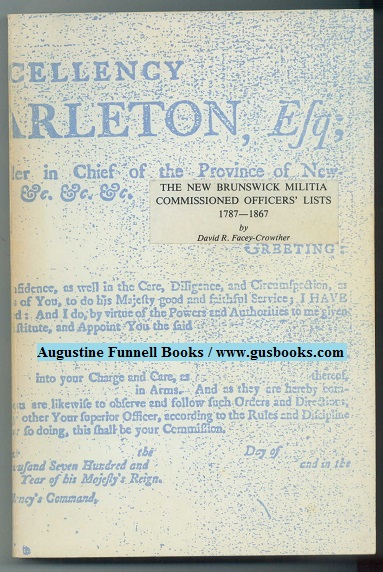 CELLENCY
ARLETON, Eſq;
der in Chief of the Province of New-
&c. &c. &c.
THE NEW BRUNSWICK MILITIA
COMMISSIONED OFFICERS' LISTS
1787—1867
by
David R. Facey-Crowther
GREETING:
nfidence, as well in the Care, Diligence, and Circumſpection, as
s of You, to do his Majeſty good and faithful Service; I HAVE
d: And I do, by virtue of the Powers and Authorities to me given
ſtitute, and Appoint You the ſaid
Augustine Funnell Books / www.gusbooks.com
into your Charge and Care, as thereof,
in Arms. And as they are hereby com-
ou are likewiſe to obſerve and follow ſuch Orders and Directions,
other Your ſuperior Officer, according to the Rules and Diſcipline
r ſo doing, this ſhall be your Commiſſion.
the Day of
ouſand Seven Hundred and and in the
Year of his Majeſty's Reign.
ency's Command,